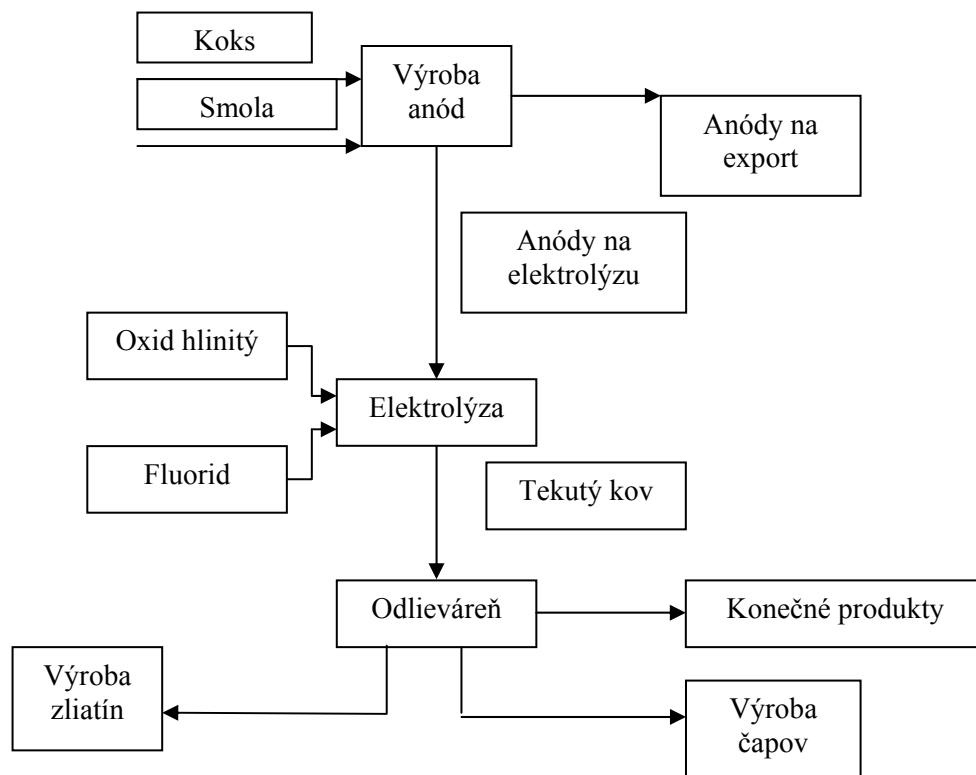 Koks
Smola
Výroba
anód
Anódy na
export
Anódy na
elektrolýzu
Oxid hlinitý
Elektrolýza
Fluorid
Tekutý kov
Odlieváreň
Konečné produkty
Výroba
zliatín
Výroba
čapov